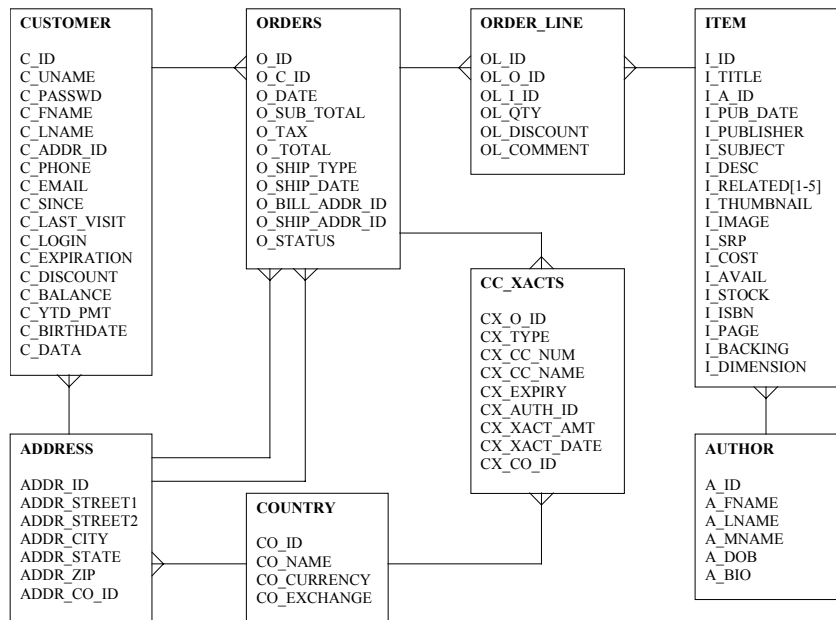 CUSTOMER
C_ID
C_UNAME
C_PASSWD
C_FNAME
C_LNAME
C_ADDR_ID
C_PHONE
C_EMAIL
C_SINCE
C_LAST_VISIT
C_LOGIN
C_EXPIRATION
C_DISCOUNT
C_BALANCE
C_YTD_PMT
C_BIRTHDATE
C_DATA
ORDERS
O_ID
O_C_ID
O_DATE
O_SUB_TOTAL
O_TAX
O_TOTAL
O_SHIP_TYPE
O_SHIP_DATE
O_BILL_ADDR_ID
O_SHIP_ADDR_ID
O_STATUS
ORDER_LINE
OL_ID
OL_O_ID
OL_I_ID
OL_QTY
OL_DISCOUNT
OL_COMMENT
ITEM
I_ID
I_TITLE
I_A_ID
I_PUB_DATE
I_PUBLISHER
I_SUBJECT
I_DESC
I_RELATED[1-5]
I_THUMBNAIL
I_IMAGE
I_SRP
I_COST
I_AVAIL
I_STOCK
I_ISBN
I_PAGE
I_BACKING
I_DIMENSION
CC_XACTS
CX_O_ID
CX_TYPE
CX_CC_NUM
CX_CC_NAME
CX_EXPIRY
CX_AUTH_ID
CX_XACT_AMT
CX_XACT_DATE
CX_CO_ID
ADDRESS
ADDR_ID
ADDR_STREET1
ADDR_STREET2
ADDR_CITY
ADDR_STATE
ADDR_ZIP
ADDR_CO_ID
COUNTRY
CO_ID
CO_NAME
CO_CURRENCY
CO_EXCHANGE
AUTHOR
A_ID
A_FNAME
A_LNAME
A_MNAME
A_DOB
A_BIO